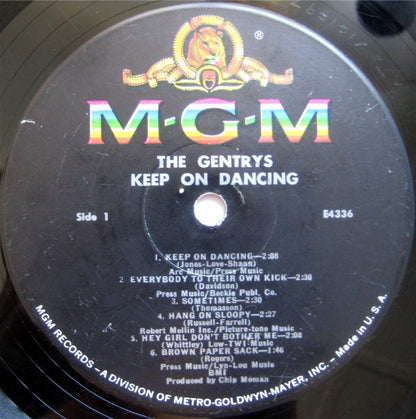 ®
M·G·M
THE GENTRYS
KEEP ON DANCING
Side 1
E4336
1. KEEP ON DANCING—2:08
(Jones-Love-Shann)
Arc Music/Press Music
2 EVERYBODY TO THEIR OWN KICK—2:30
(Davidson)
Press Music/Beckie Publ. Co.
3. SOMETIMES—2:30
(Thomasson)
4. HANG ON SLOOPY—2:27
(Russell-Farrell)
Robert Mellin Inc./Picture-tone Music
5. HEY GIRL DON'T BOTHER ME—2:08
(Whittley) Low-TWI Music
6. BROWN PAPER SACK—1:46
(Rogers)
Press Music/Lyn-Lou Music
BMI
Produced by Chip Moman
MGM RECORDS – A DIVISION OF METRO-GOLDWYN-MAYER, INC. – Made in U.S.A.